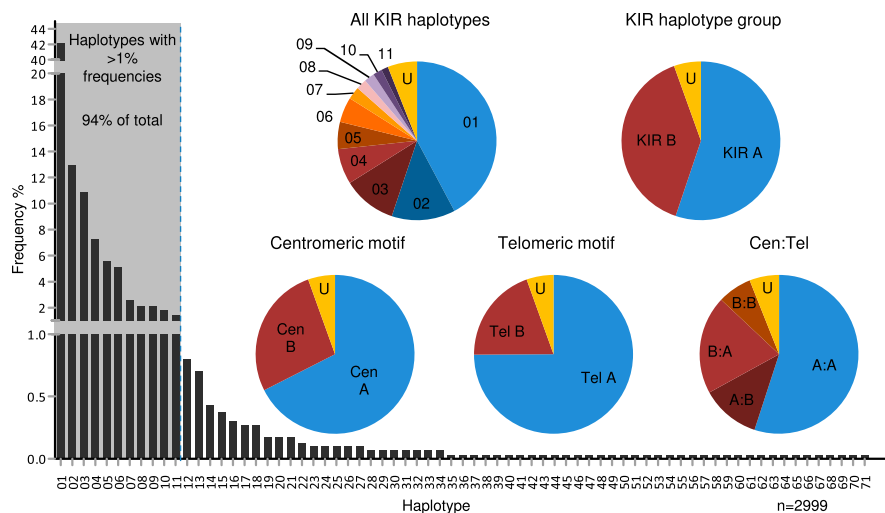 All KIR haplotypes
KIR haplotype group
Haplotypes with
>1%
frequencies
94% of total
Frequency %
44
42
40
20
18
16
14
12
10
8
6
4
2
1.0
0.5
0.0
09
10
11
08
07
06
05
04
03
02
01
U
U
KIR B
KIR A
Centromeric motif
Telomeric motif
Cen:Tel
U
Cen
B
Cen
A
U
Tel B
Tel A
U
B:B
B:A
A:B
A:A
01 02 03 04 05 06 07 08 09 10 11 12 13 14 15 16 17 18 19 20 21 22 23 24 25 26 27 28 29 30 31 32 33 34 35 36 37 38 39 40 41 42 43 44 45 46 47 48 49 50 51 52 53 54 55 56 57 58 59 60 61 62 63 64 65 66 67 68 69 70 71
Haplotype
n=2999